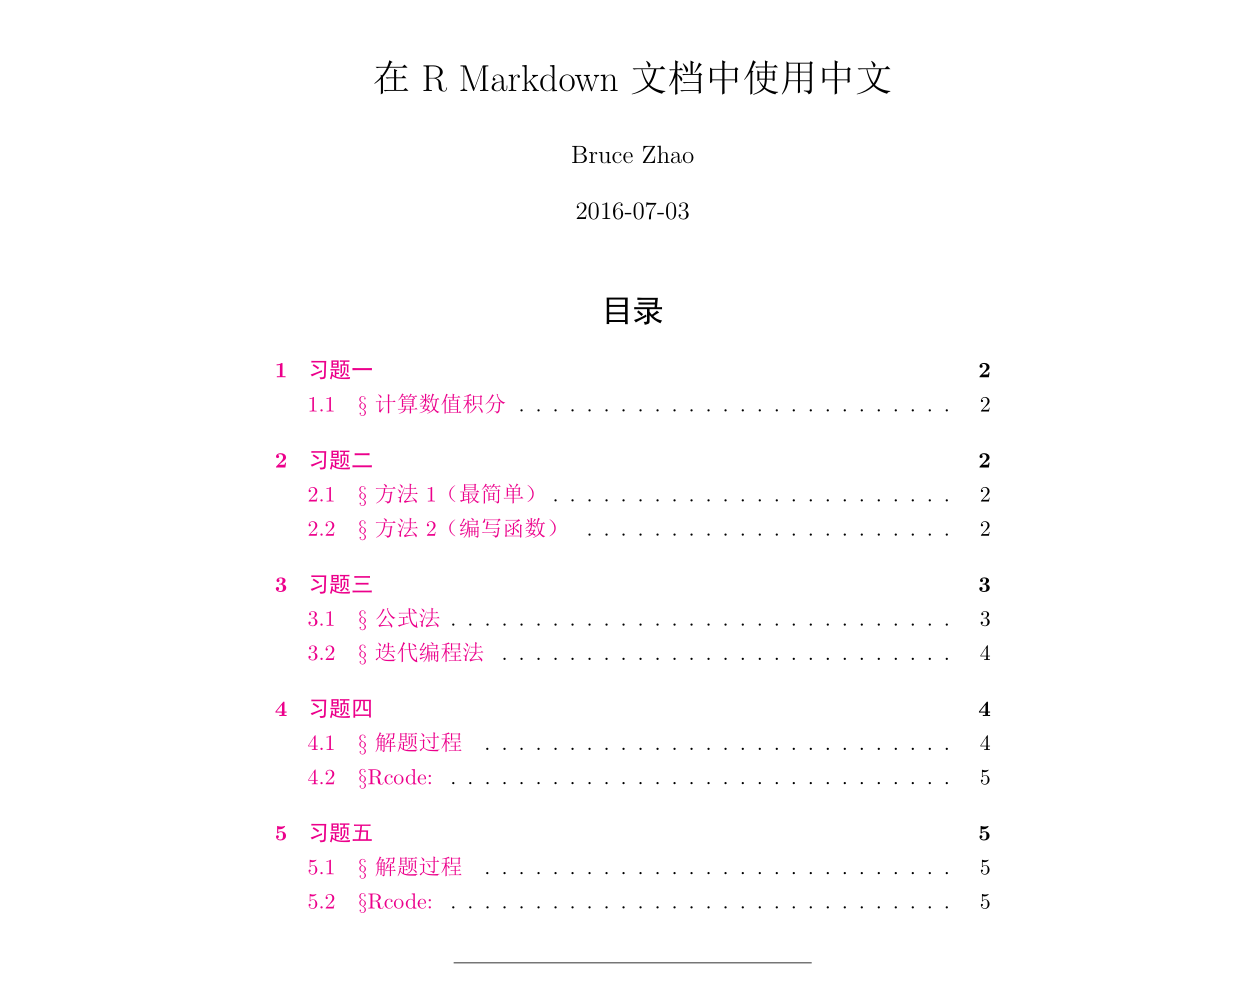 在 R Markdown 文档中使用中文
Bruce Zhao
2016-07-03
目录
1 习题一 2
1.1 § 计算数值积分 . . . . . . . . . . . . . . . . . . . . . . . . . . 2
2 习题二 2
2.1 § 方法 1（最简单） . . . . . . . . . . . . . . . . . . . . . . . . 2
2.2 § 方法 2（编写函数） . . . . . . . . . . . . . . . . . . . . . . 2
3 习题三 3
3.1 § 公式法 . . . . . . . . . . . . . . . . . . . . . . . . . . . . . . 3
3.2 § 迭代编程法 . . . . . . . . . . . . . . . . . . . . . . . . . . . 4
4 习题四 4
4.1 § 解题过程 . . . . . . . . . . . . . . . . . . . . . . . . . . . . 4
4.2 §Rcode: . . . . . . . . . . . . . . . . . . . . . . . . . . . . . . 5
5 习题五 5
5.1 § 解题过程 . . . . . . . . . . . . . . . . . . . . . . . . . . . . 5
5.2 §Rcode: . . . . . . . . . . . . . . . . . . . . . . . . . . . . . . 5